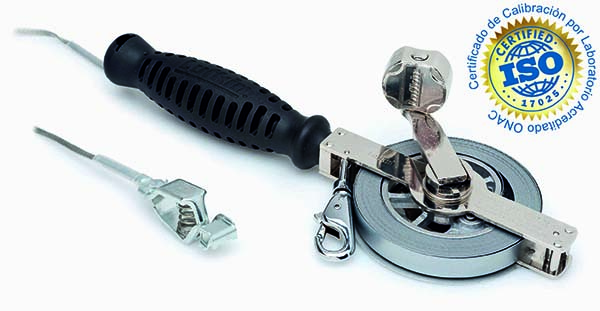 Certificado de Calibración por Laboratorio Acreditado ONAC
CERTIFIED
ISO
17025